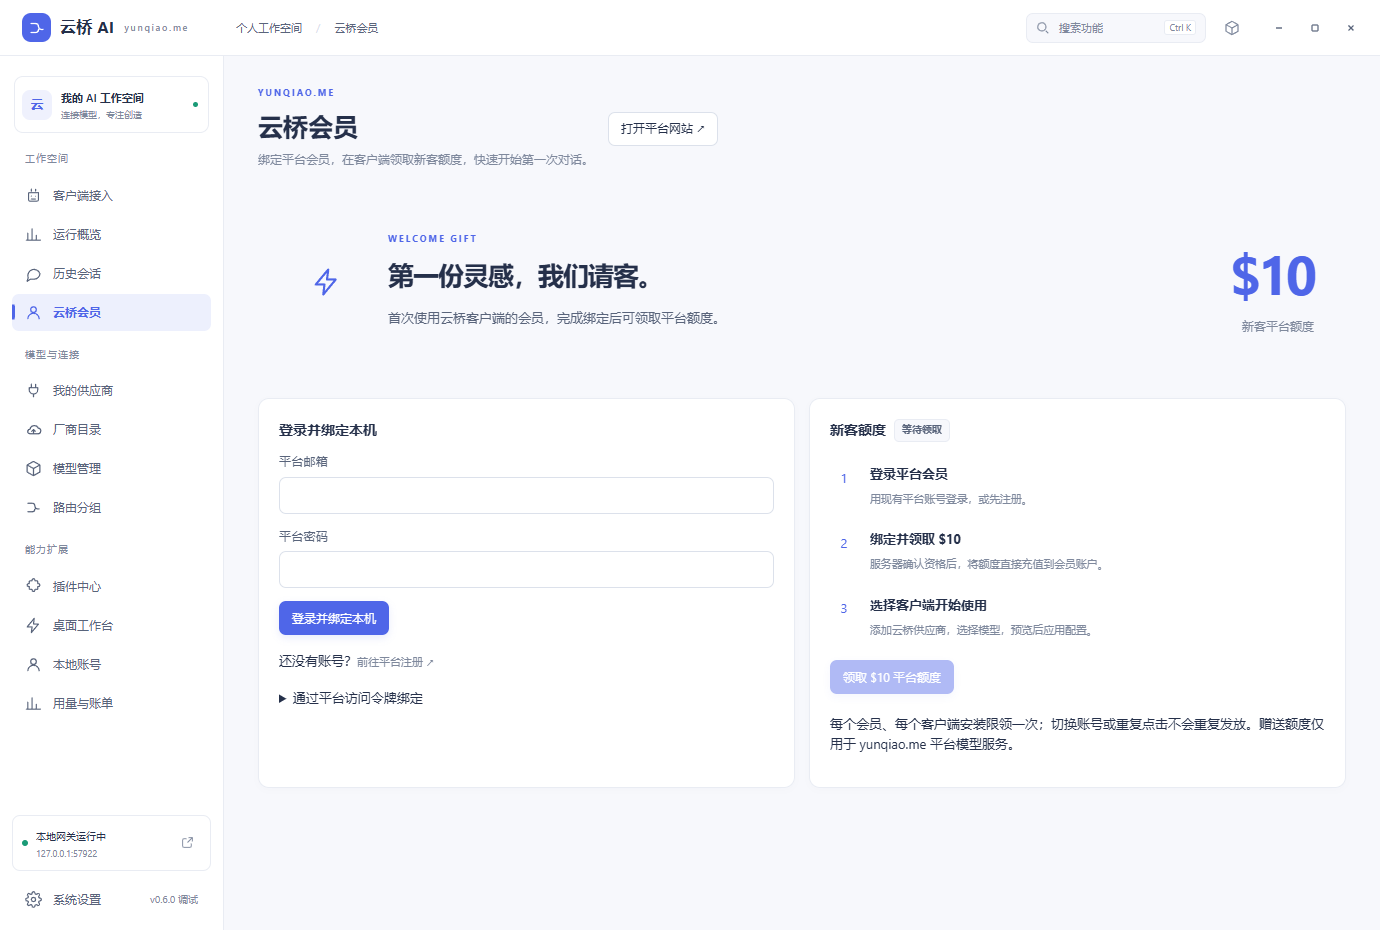 云桥 AI yunqiao.me
个人工作空间 / 云桥会员
搜索功能 Ctrl K
云
我的 AI 工作空间
连接模型，专注创造
工作空间
客户端接入
运行概览
历史会话
云桥会员
模型与连接
我的供应商
厂商目录
模型管理
路由分组
能力扩展
插件中心
桌面工作台
本地账号
用量与账单
本地网关运行中
127.0.0.1:57922
系统设置 v0.6.0 调试
YUNQIAO.ME
云桥会员
绑定平台会员，在客户端领取新客额度，快速开始第一次对话。
打开平台网站 ↗
WELCOME GIFT
第一份灵感，我们请客。
首次使用云桥客户端的会员，完成绑定后可领取平台额度。
$10
新客平台额度
登录并绑定本机
平台邮箱
平台密码
登录并绑定本机
还没有账号？ 前往平台注册 ↗
▶ 通过平台访问令牌绑定
新客额度 等待领取
1 登录平台会员
用现有平台账号登录，或先注册。
2 绑定并领取 $10
服务器确认资格后，将额度直接充值到会员账户。
3 选择客户端开始使用
添加云桥供应商，选择模型，预览后应用配置。
领取 $10 平台额度
每个会员、每个客户端安装限领一次；切换账号或重复点击不会重复发放。赠送额度仅
用于 yunqiao.me 平台模型服务。